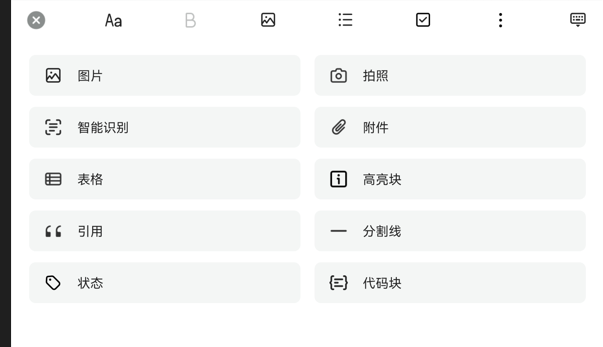 Aa B
图片 拍照
智能识别 附件
表格 高亮块
引用 分割线
状态 代码块